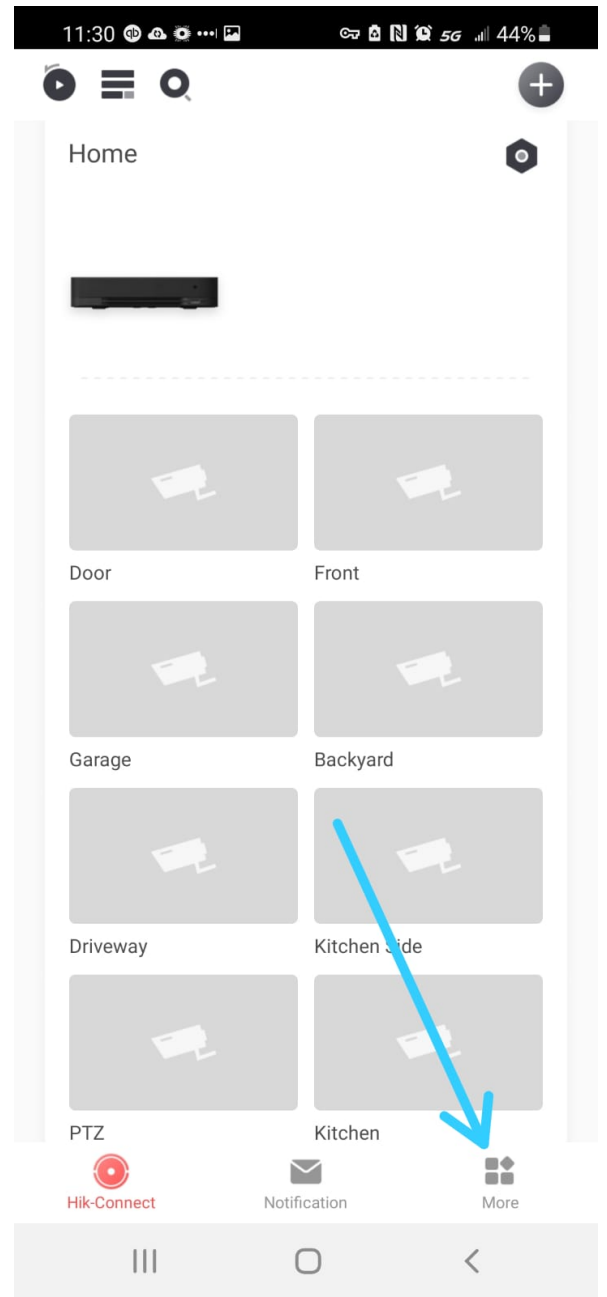 11:30 5G 44%
Home
Door Front
Garage Backyard
Driveway Kitchen Side
PTZ Kitchen
Hik-Connect Notification More